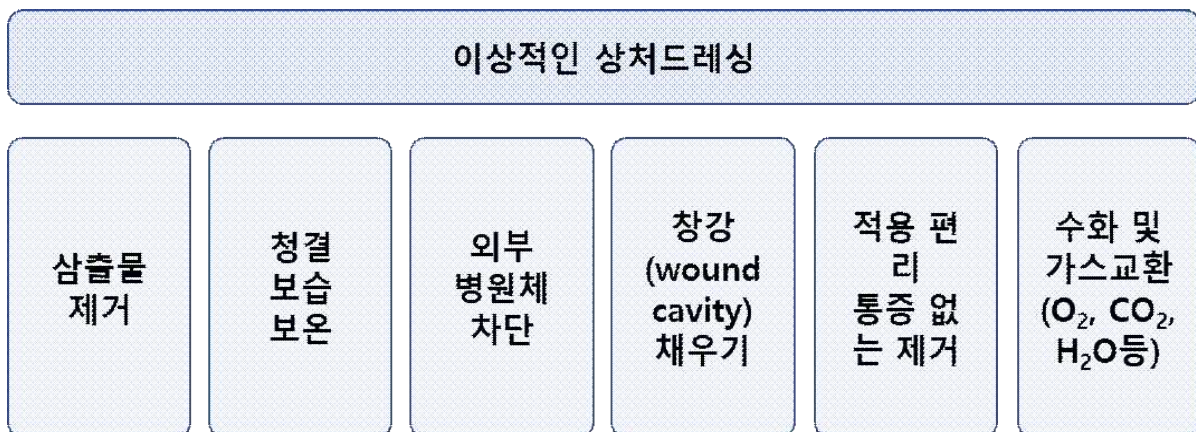 이상적인 상처드레싱
삼출물
제거
청결
보습
보온
외부
병원체
차단
창강
(wound
cavity)
채우기
적용 편
리
통증 없
는 제거
수화 및
가스교환
(O₂, CO₂,
H₂O등)